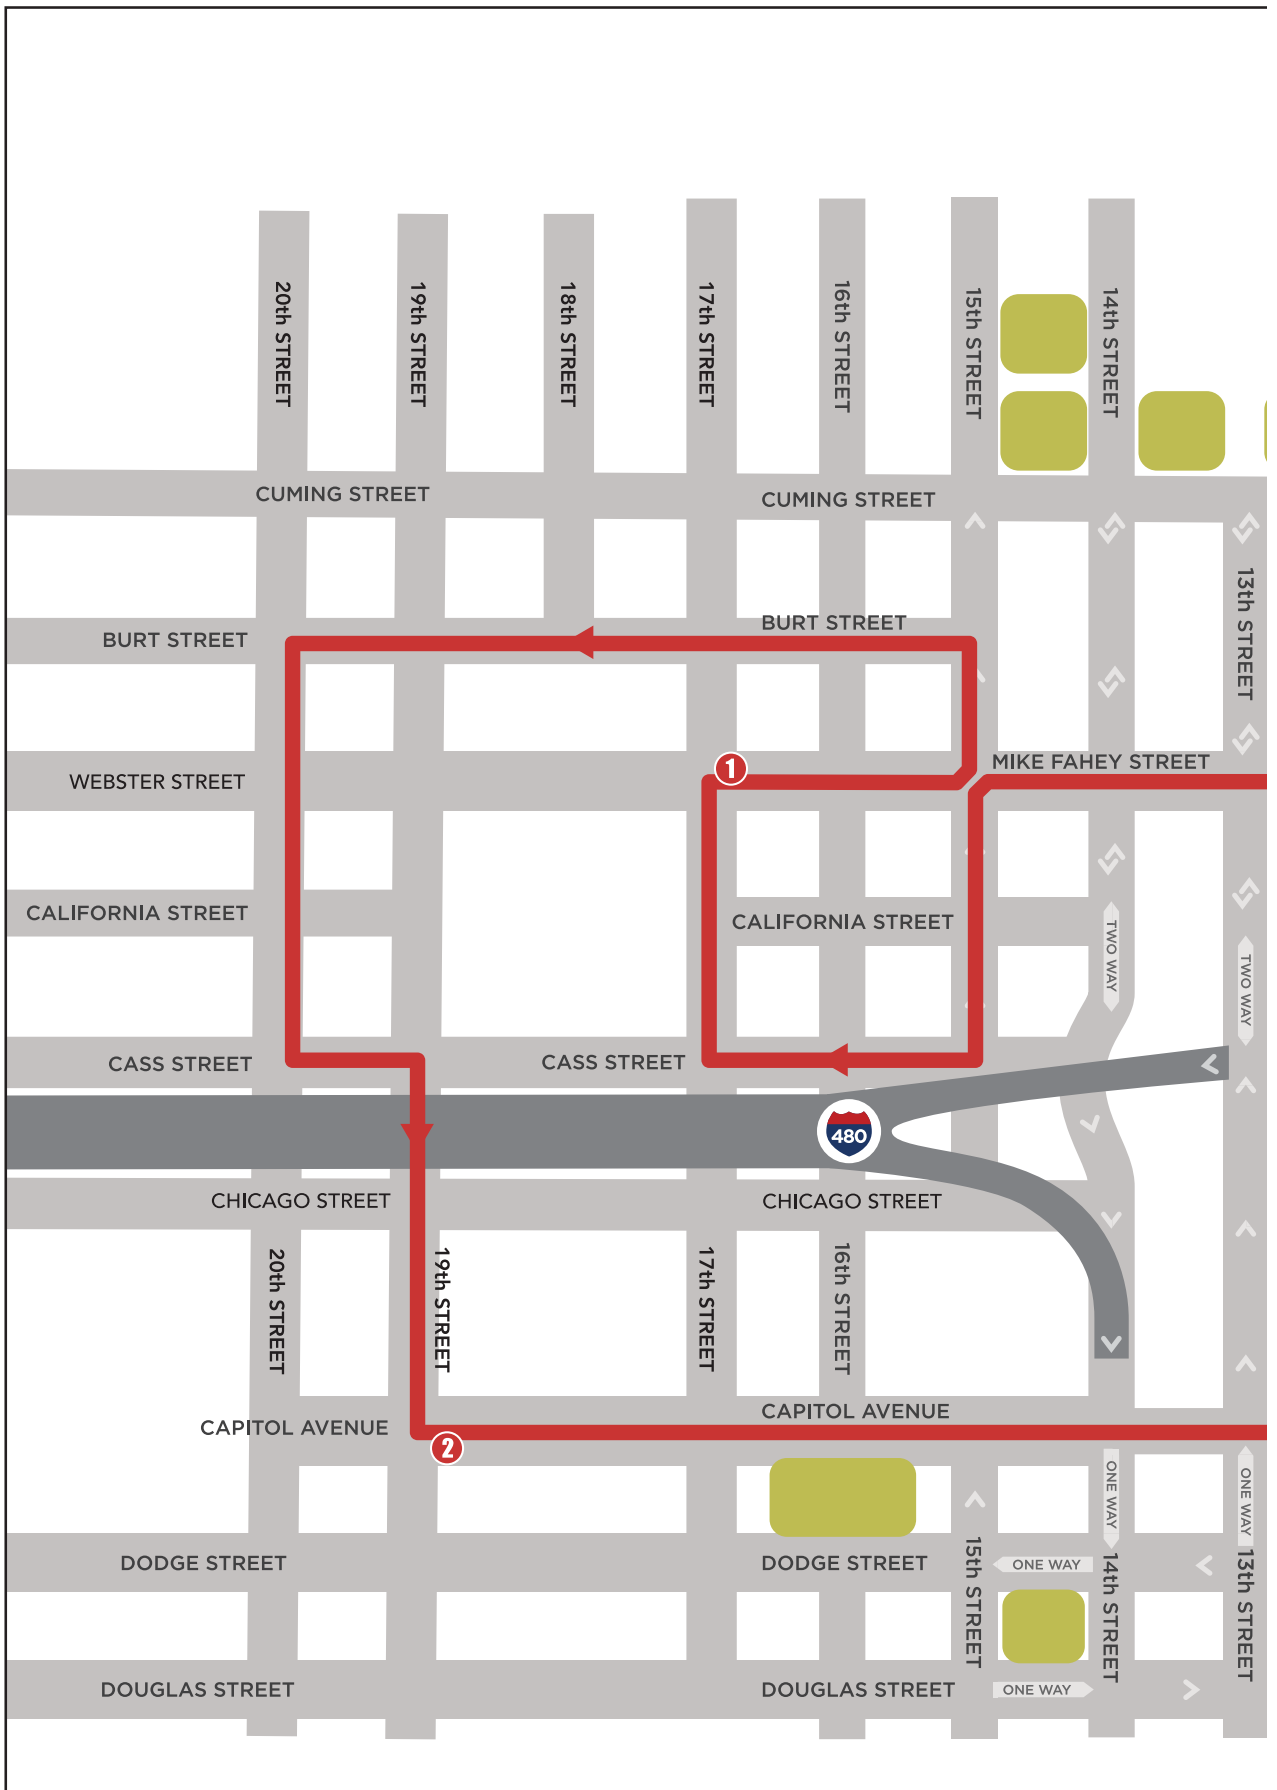 20th STREET
19th STREET
18th STREET
17th STREET
16th STREET
15th STREET
14th STREET
CUMING STREET
CUMING STREET
13th STREET
BURT STREET
BURT STREET
1
MIKE FAHEY STREET
WEBSTER STREET
CALIFORNIA STREET
CALIFORNIA STREET
TWO WAY
TWO WAY
CASS STREET
CASS STREET
480
CHICAGO STREET
CHICAGO STREET
20th STREET
19th STREET
17th STREET
16th STREET
CAPITOL AVENUE
CAPITOL AVENUE
2
ONE WAY
ONE WAY
DODGE STREET
DODGE STREET
ONE WAY
15th STREET
14th STREET
13th STREET
DOUGLAS STREET
DOUGLAS STREET
ONE WAY